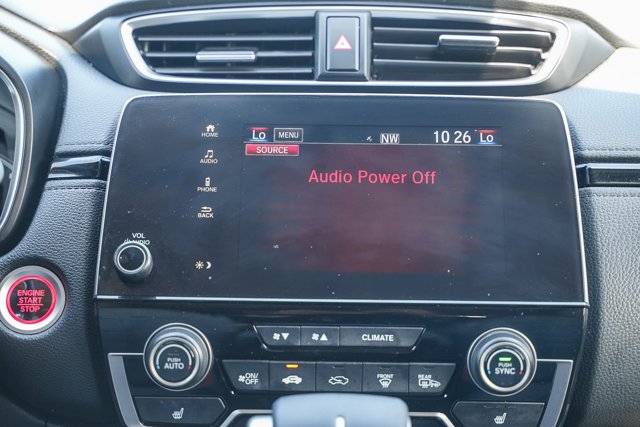 Lo MENU NW 10 26 Lo
SOURCE
Audio Power Off
HOME
AUDIO
PHONE
BACK
VOL
AUDIO
ENGINE
START
STOP
CLIMATE
PUSH
AUTO
ON/
OFF
FRONT
REAR
PUSH
SYNC